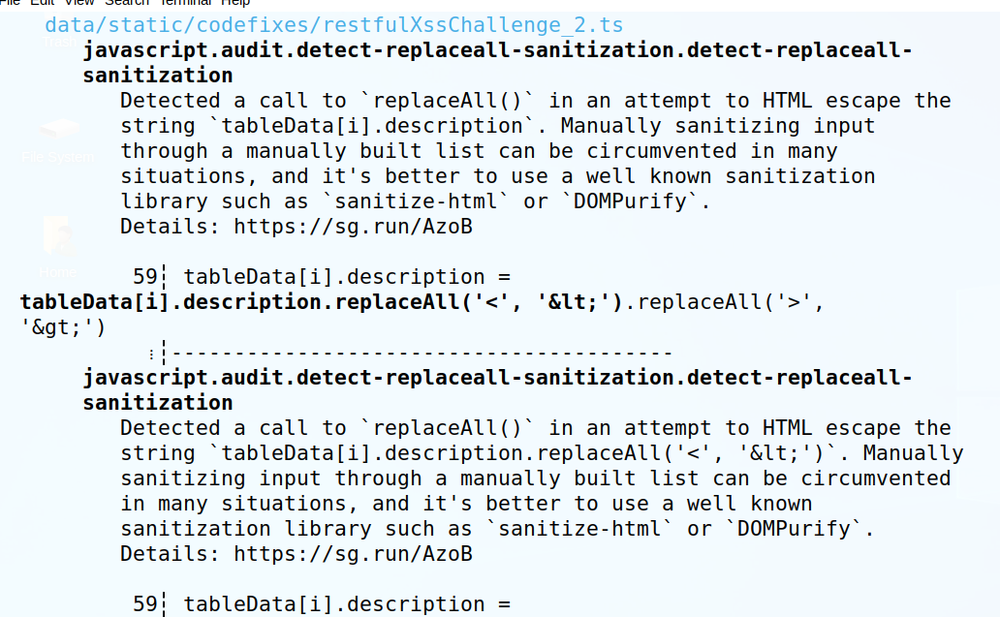 File Edit View Search Terminal Help
data/static/codefixes/restfulXssChallenge_2.ts
javascript.audit.detect-replaceall-sanitization.detect-replaceall-
sanitization
Detected a call to `replaceAll()` in an attempt to HTML escape the
string `tableData[i].description`. Manually sanitizing input
through a manually built list can be circumvented in many
situations, and it's better to use a well known sanitization
library such as `sanitize-html` or `DOMPurify`.
Details: https://sg.run/AzoB
59┆ tableData[i].description =
tableData[i].description.replaceAll('<', '&lt;').replaceAll('>',
'&gt;')
⋮┆----------------------------------------
javascript.audit.detect-replaceall-sanitization.detect-replaceall-
sanitization
Detected a call to `replaceAll()` in an attempt to HTML escape the
string `tableData[i].description.replaceAll('<', '&lt;')`. Manually
sanitizing input through a manually built list can be circumvented
in many situations, and it's better to use a well known
sanitization library such as `sanitize-html` or `DOMPurify`.
Details: https://sg.run/AzoB
59┆ tableData[i].description =
Trash
File System
Home